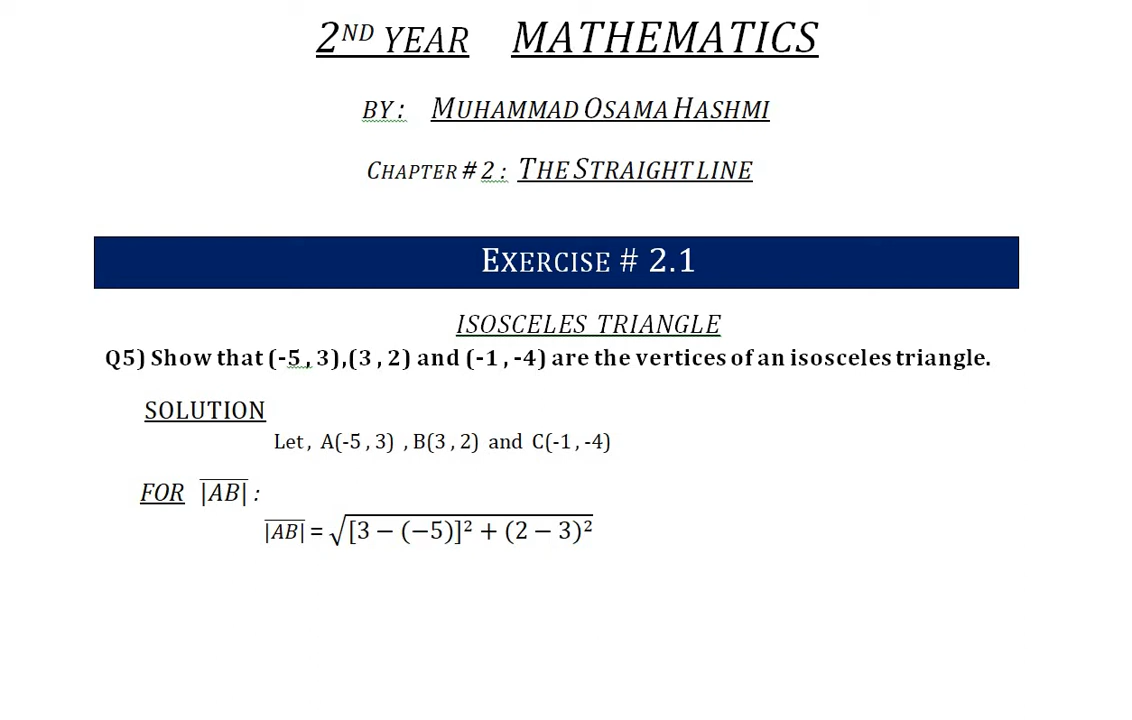 2ND YEAR MATHEMATICS
BY: MUHAMMAD OSAMA HASHMI
CHAPTER # 2 : THE STRAIGHT LINE
EXERCISE # 2.1
ISOSCELES TRIANGLE
Q5) Show that (-5 , 3),(3 , 2) and (-1 , -4) are the vertices of an isosceles triangle.
SOLUTION
Let , A(-5 , 3) , B(3 , 2) and C(-1 , -4)
FOR |A̅B̅| :
|A̅B̅| = √[3 − (−5)]² + (2 − 3)²